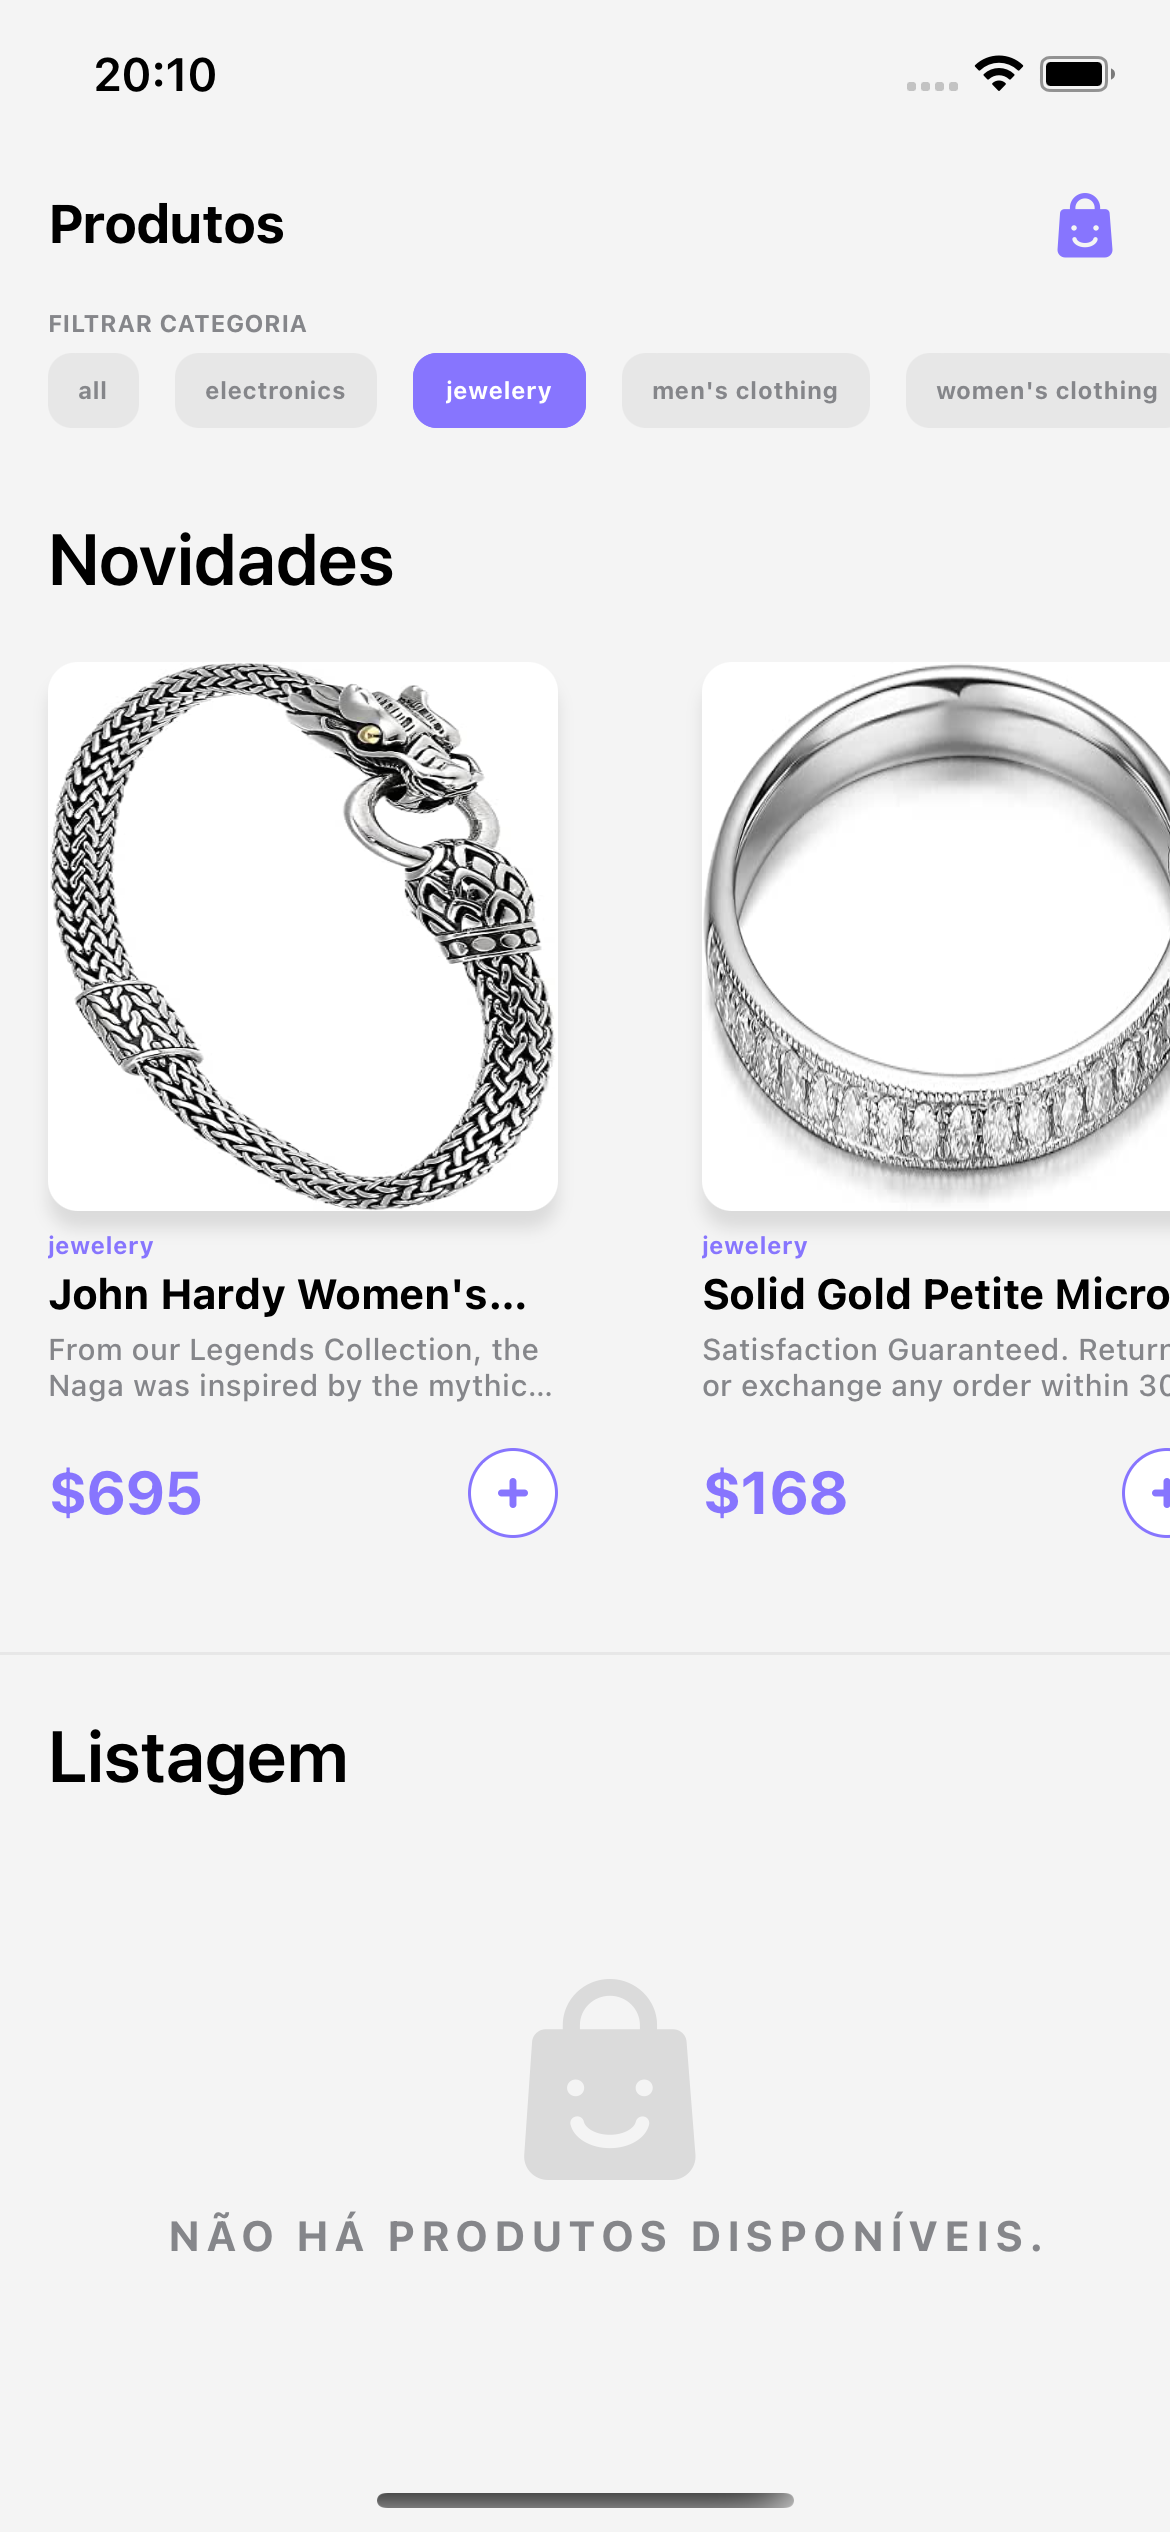 20:10
Produtos
FILTRAR CATEGORIA
all
electronics
jewelery
men's clothing
women's clothing
Novidades
jewelery
John Hardy Women's...
From our Legends Collection, the
Naga was inspired by the mythic...
$695
jewelery
Solid Gold Petite Micro
Satisfaction Guaranteed. Return
or exchange any order within 30
$168
Listagem
NÃO HÁ PRODUTOS DISPONÍVEIS.